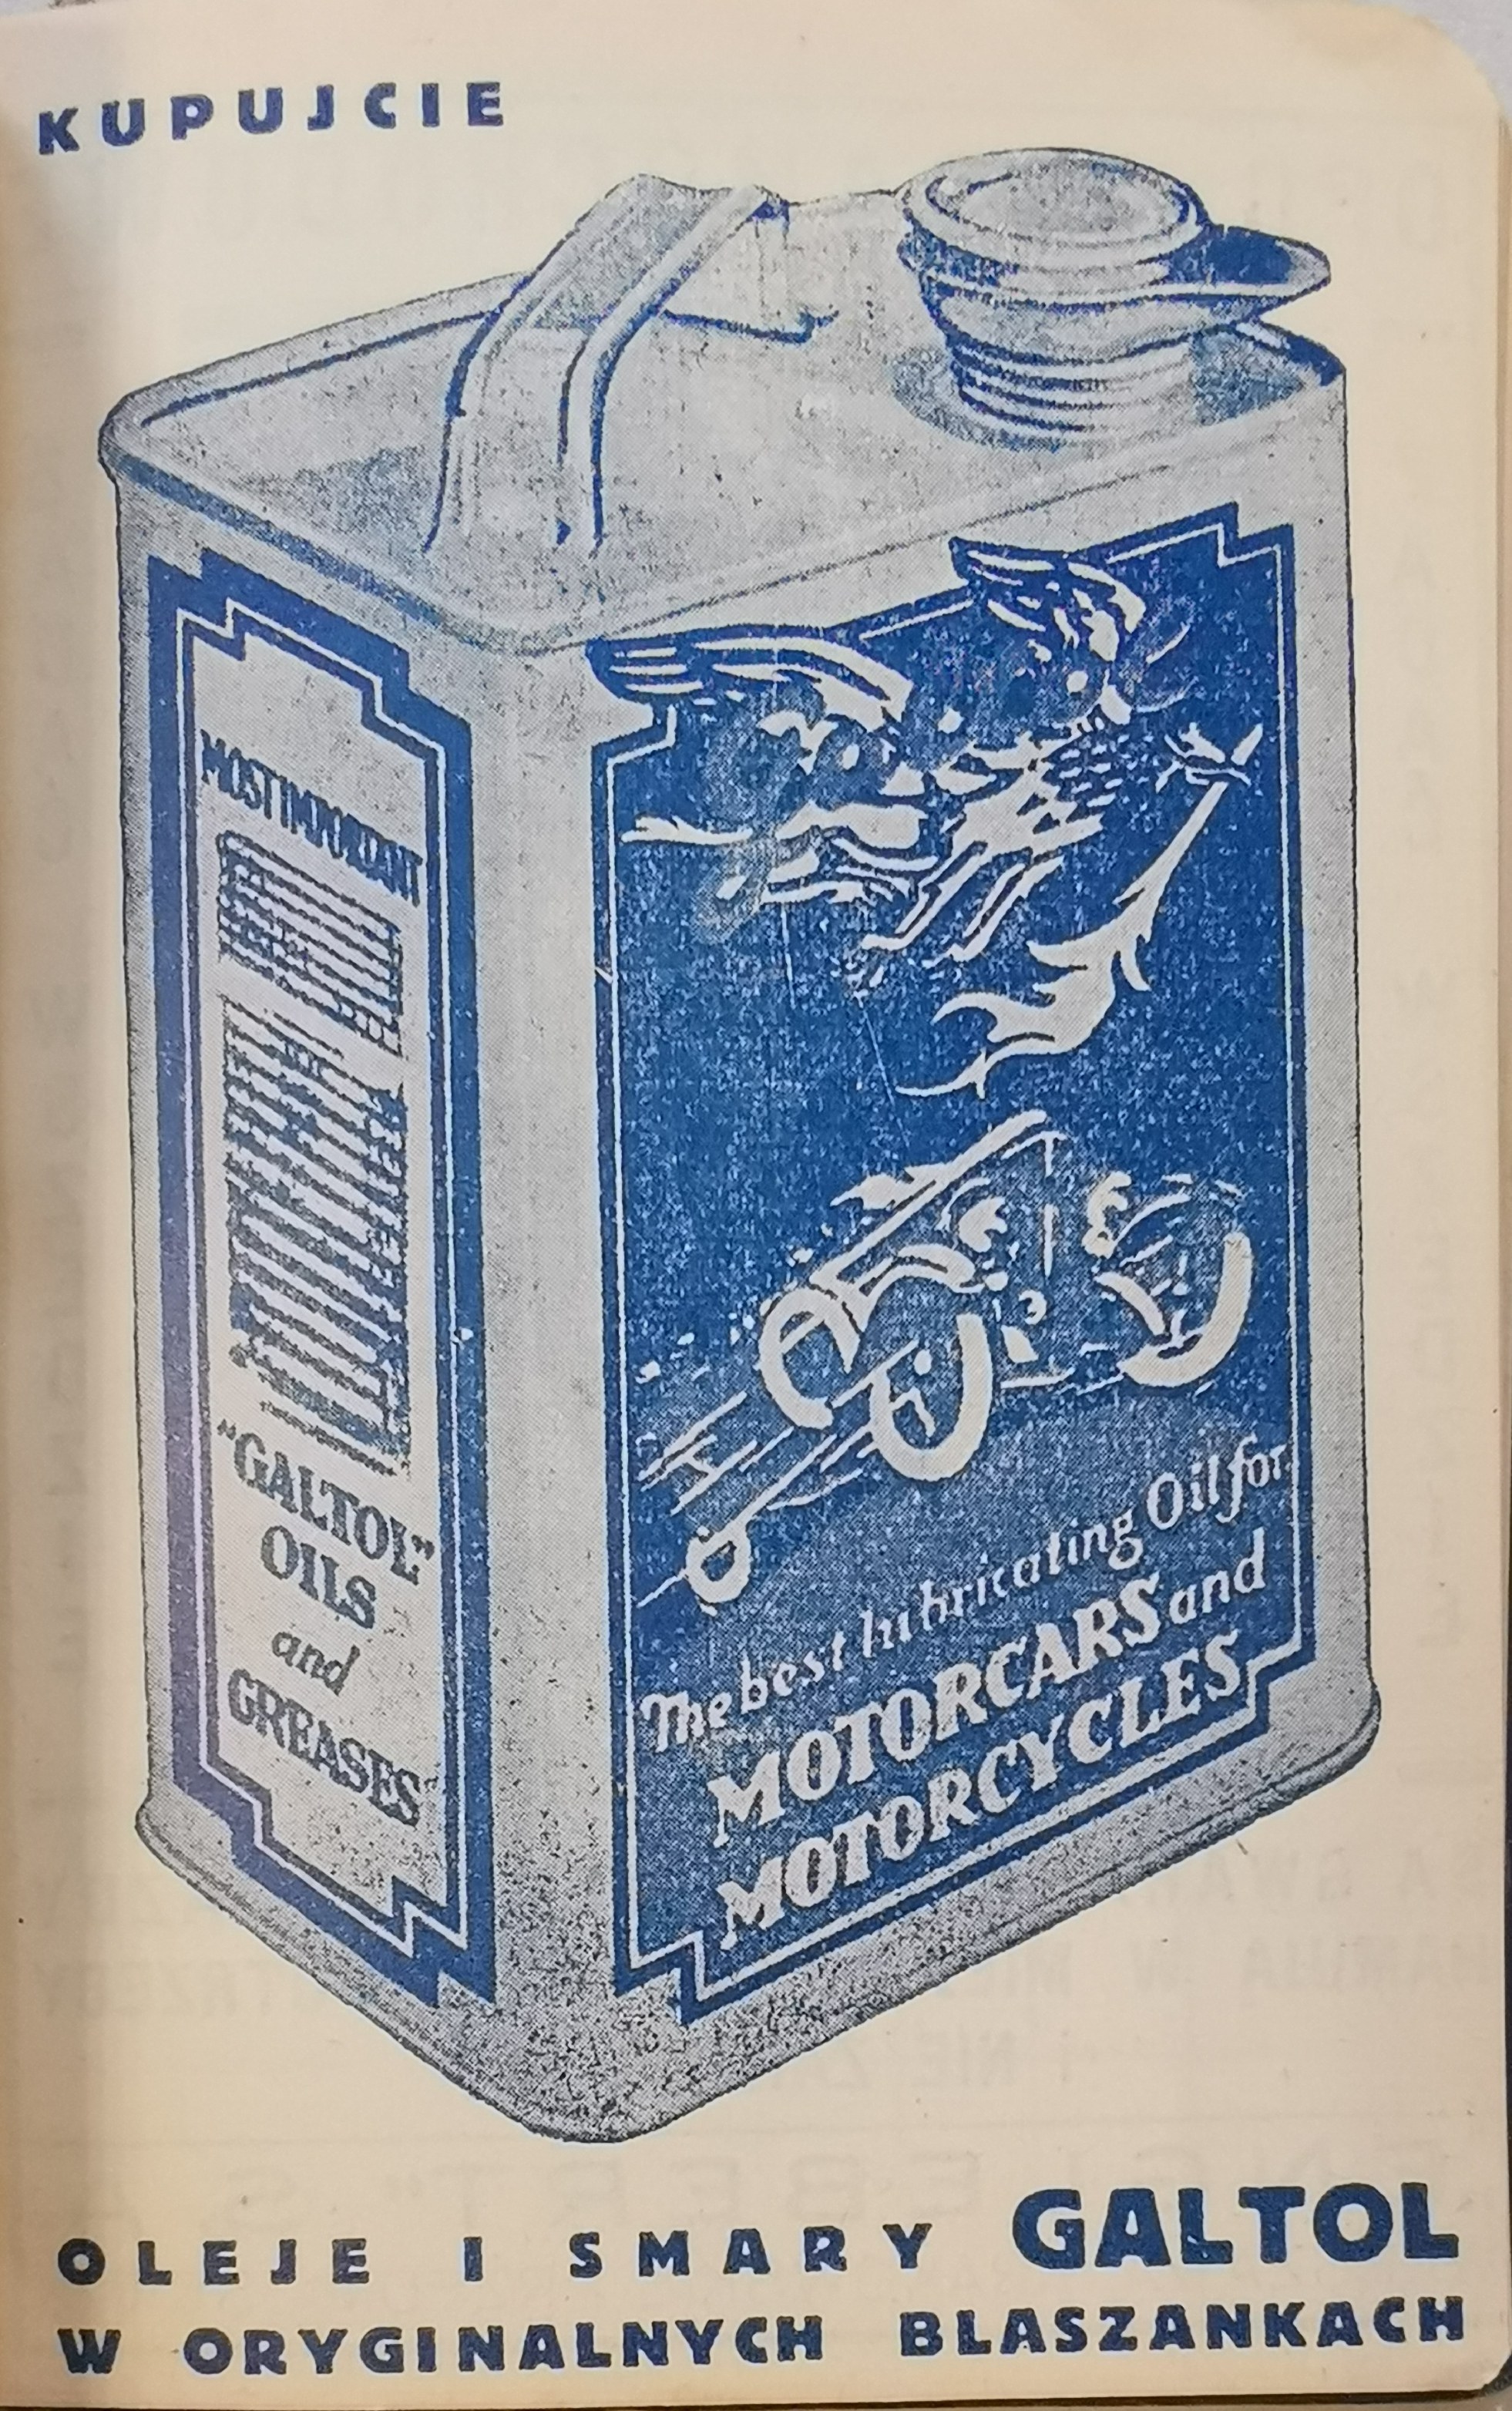 KUPUJCIE
MOST IMPORTANT
"GALTOL"
OILS
and
GREASES"
The best lubricating Oil for
MOTORCARS and
MOTORCYCLES
OLEJE I SMARY GALTOL
W ORYGINALNYCH BLASZANKACH